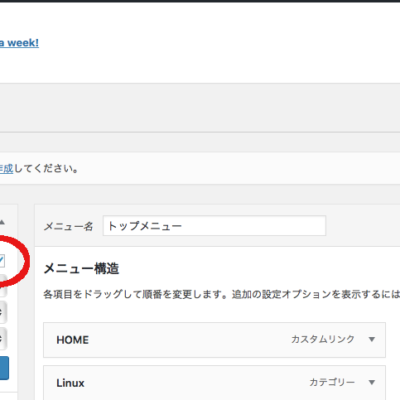 a week!
作成してください。
メニュー名 トップメニュー
メニュー構造
各項目をドラッグして順番を変更します。追加の設定オプションを表示するには
HOME カスタムリンク
Linux カテゴリー